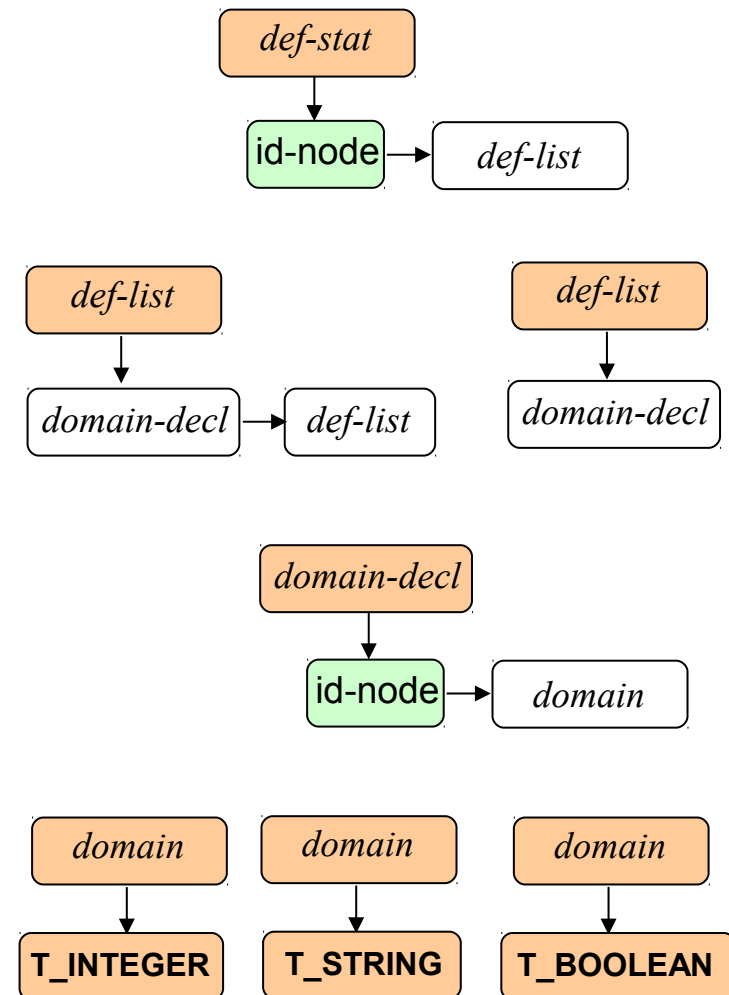 def-stat
id-node def-list
def-list def-list
domain-decl def-list domain-decl
domain-decl
id-node domain
domain domain domain
T_INTEGER T_STRING T_BOOLEAN